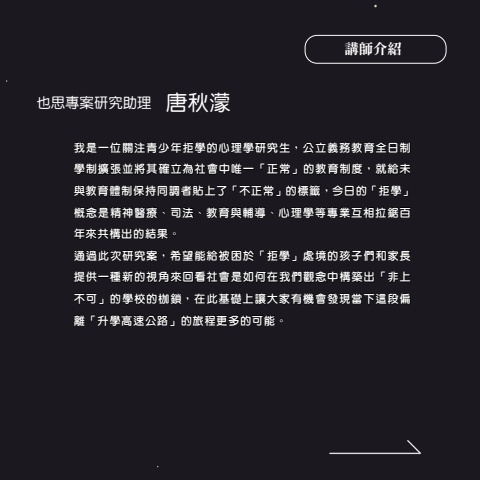 講師介紹
也思專案研究助理 唐秋濛
我是一位關注青少年拒學的心理學研究生，公立義務教育全日制
學制擴張並將其確立為社會中唯一「正常」的教育制度，就給未
與教育體制保持同調者貼上了「不正常」的標籤，今日的「拒學」
概念是精神醫療、司法、教育與輔導、心理學等專業互相拉鋸百
年來共構出的結果。
通過此次研究案，希望能給被困於「拒學」處境的孩子們和家長
提供一種新的視角來回看社會是如何在我們觀念中構築出「非上
不可」的學校的枷鎖，在此基礎上讓大家有機會發現當下這段偏
離「升學高速公路」的旅程更多的可能。